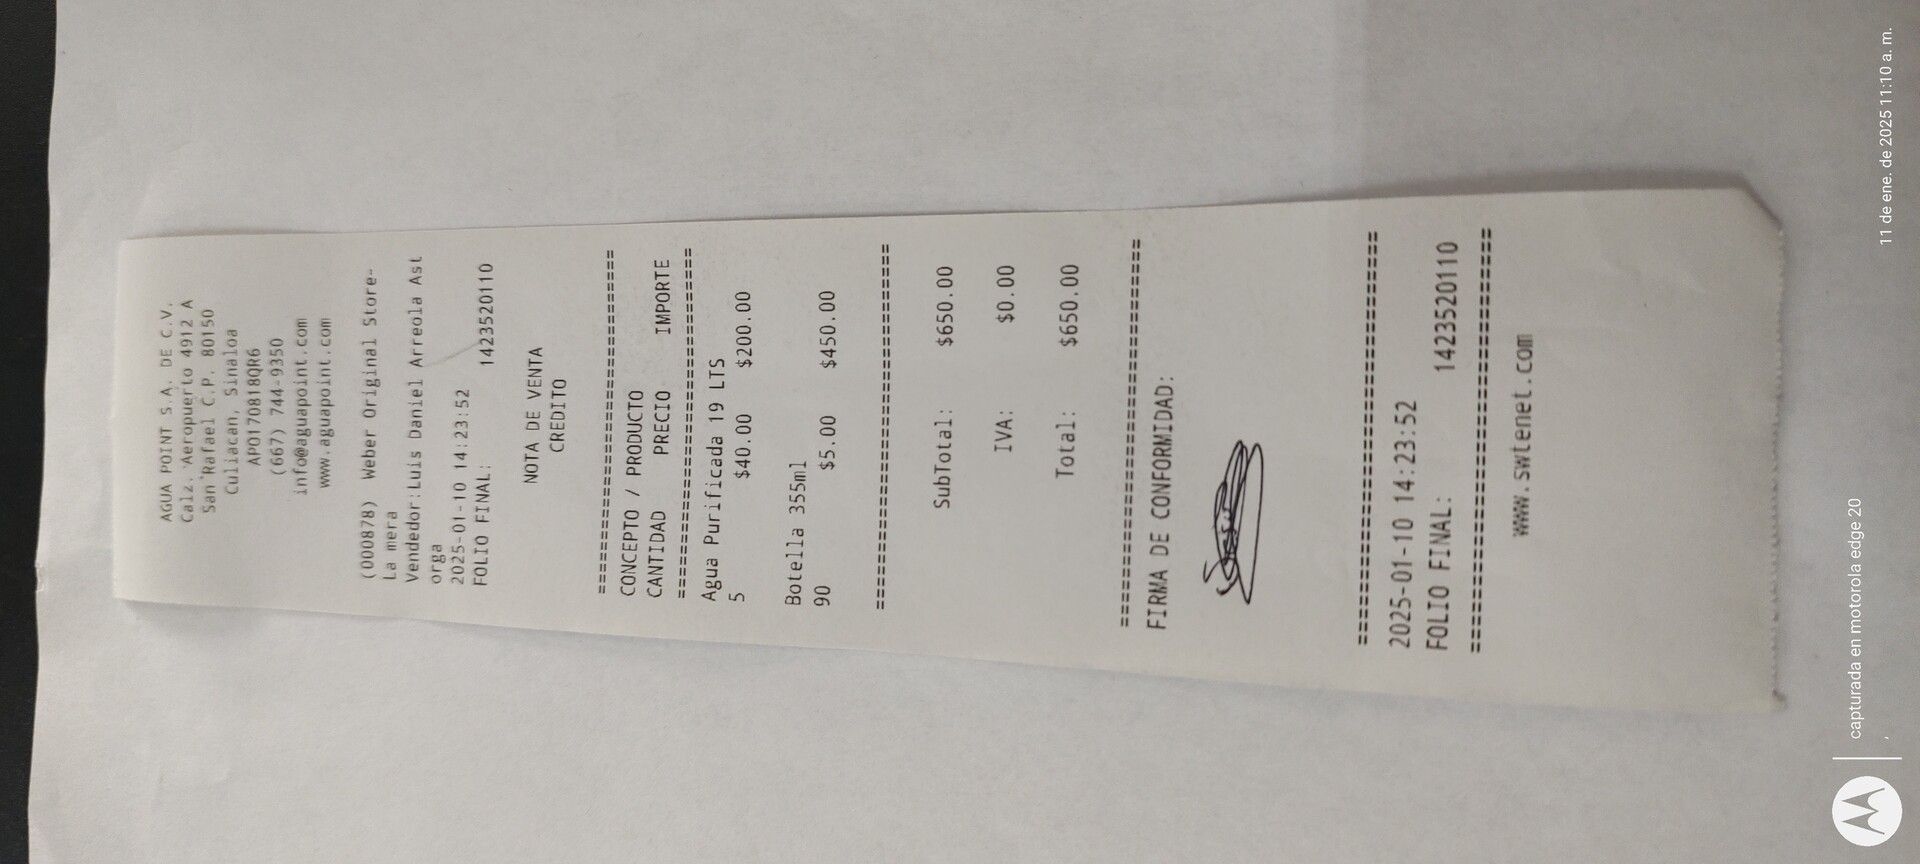 AGUA POINT S.A. DE C.V.
Calz. Aeropuerto 4912 A
San Rafael C.P. 80150
Culiacan, Sinaloa
APO170818QR6
(667) 744-9350
info@aguapoint.com
www.aguapoint.com
(000878) Weber Original Store-
La mera
Vendedor:Luis Daniel Arreola Ast
orga
2025-01-10 14:23:52
FOLIO FINAL: 1423520110
NOTA DE VENTA
CREDITO
================================
CONCEPTO / PRODUCTO
CANTIDAD PRECIO IMPORTE
================================
Agua Purificada 19 LTS
5 $40.00 $200.00
Botella 355ml
90 $5.00 $450.00
================================
SubTotal: $650.00
IVA: $0.00
Total: $650.00
================================
FIRMA DE CONFORMIDAD:
================================
2025-01-10 14:23:52
FOLIO FINAL: 1423520110
================================
www.swtenet.com
capturada en motorola edge 20
,
11 de ene. de 2025 11:10 a. m.